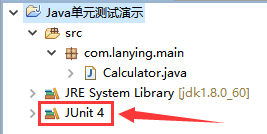 Java单元测试演示
src
com.lanying.main
Calculator.java
JRE System Library [jdk1.8.0_60]
JUnit 4